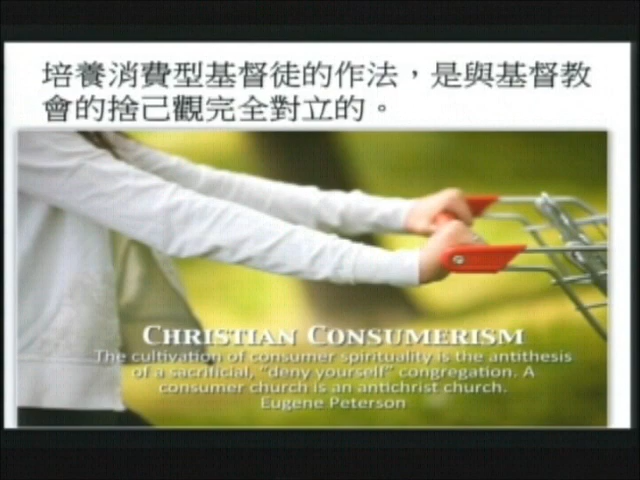 培養消費型基督徒的作法，是與基督教
會的捨己觀完全對立的。
CHRISTIAN CONSUMERISM
The cultivation of consumer spirituality is the antithesis
of a sacrificial, "deny yourself" congregation. A
consumer church is an antichrist church.
Eugene Peterson